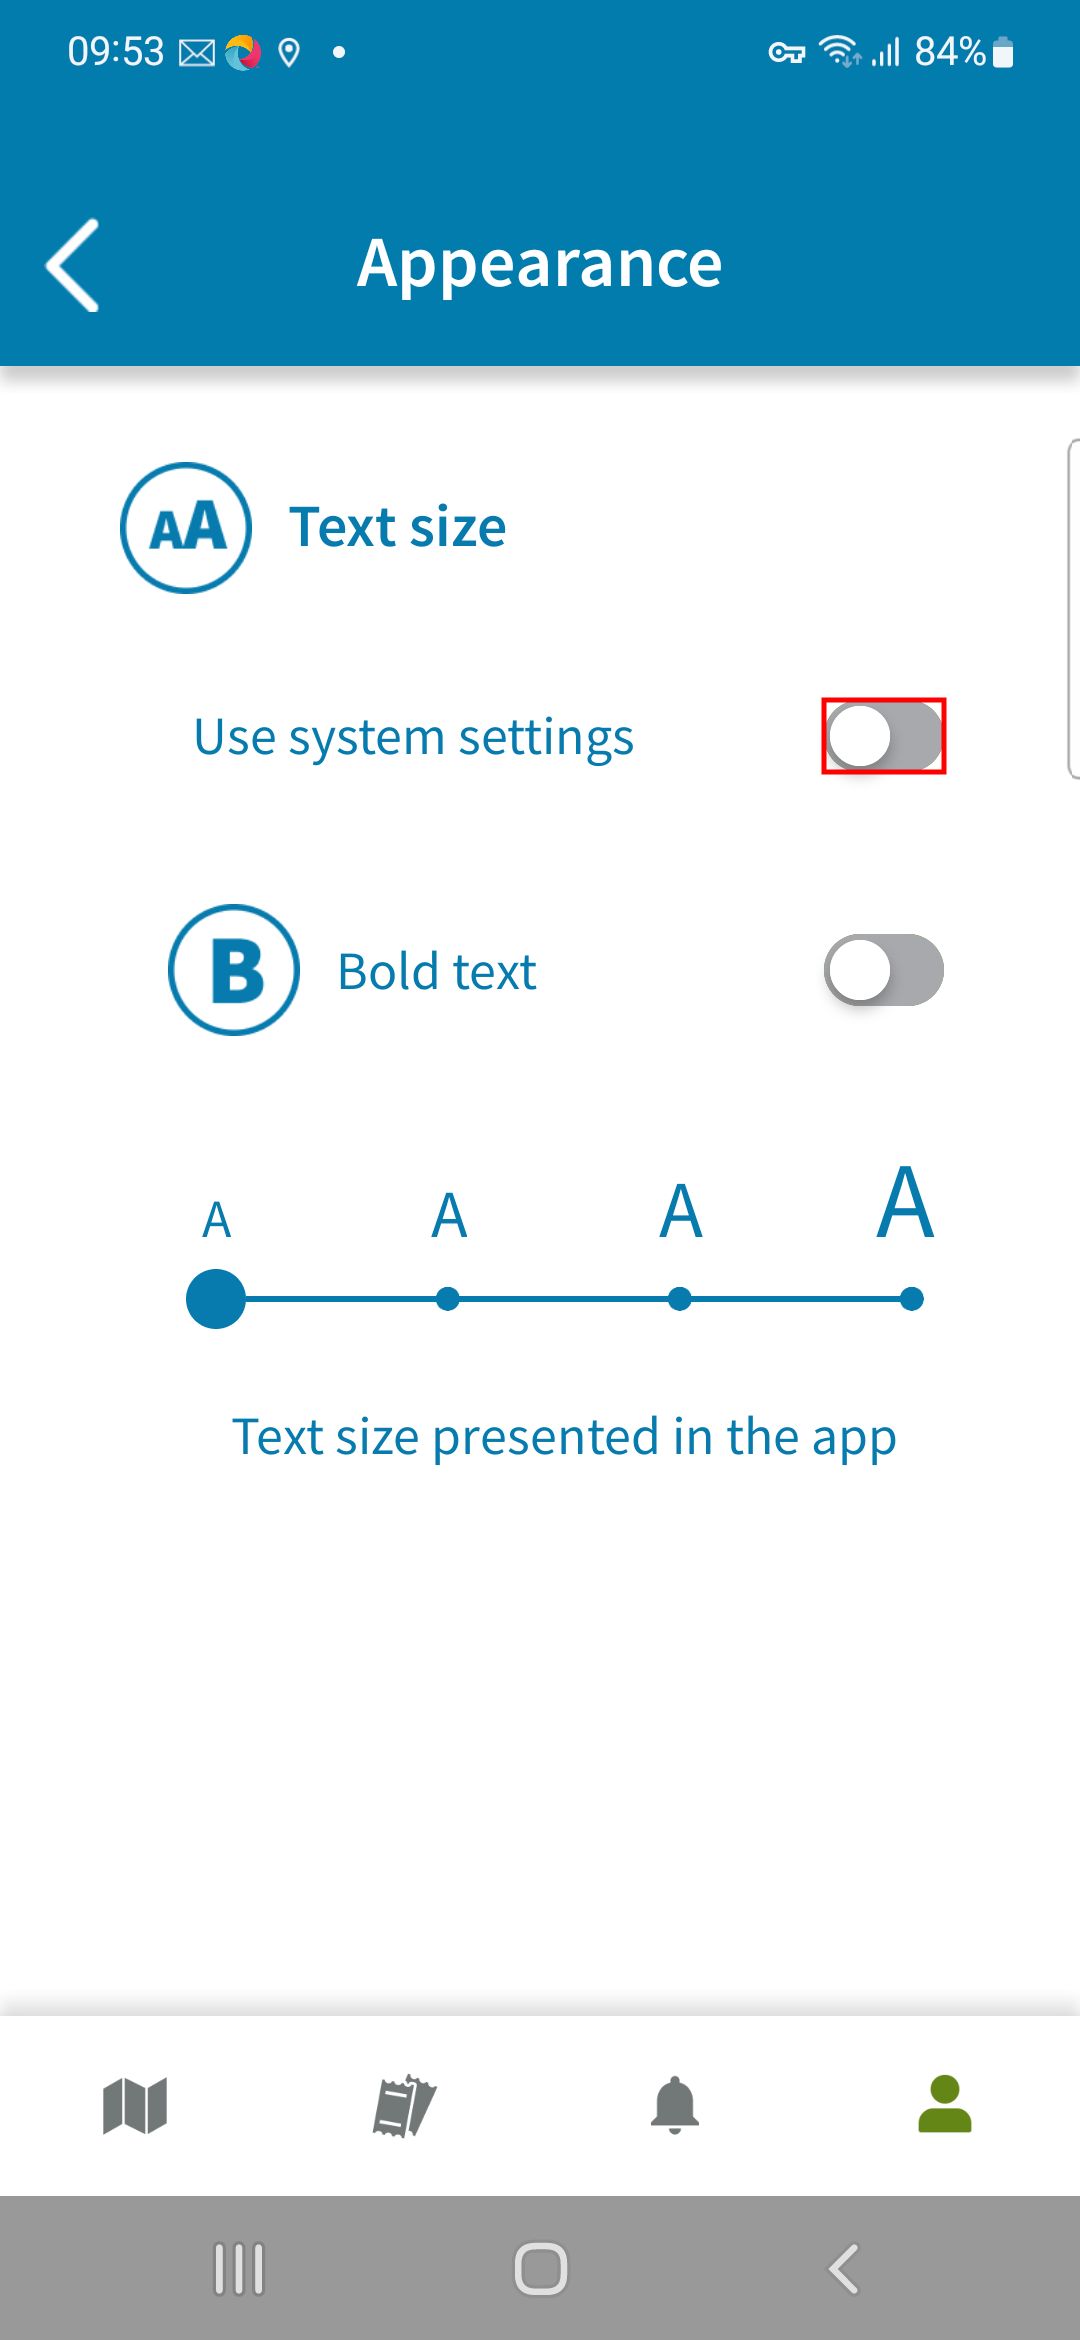 09:53 84%
Appearance
AA Text size
Use system settings
B Bold text
A A A A
Text size presented in the app